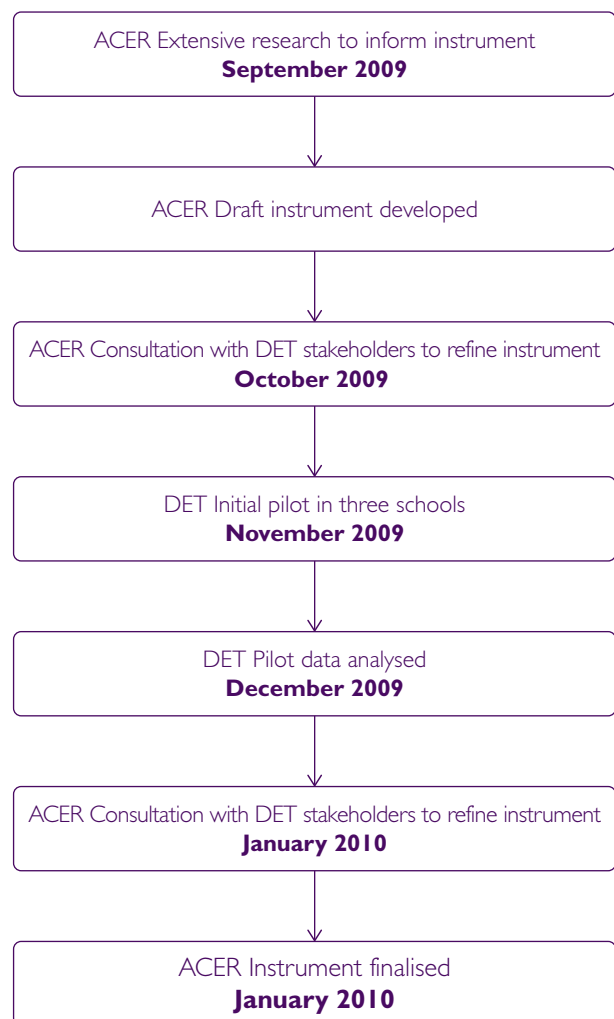 ACER Extensive research to inform instrument
September 2009
ACER Draft instrument developed
ACER Consultation with DET stakeholders to refine instrument
October 2009
DET Initial pilot in three schools
November 2009
DET Pilot data analysed
December 2009
ACER Consultation with DET stakeholders to refine instrument
January 2010
ACER Instrument finalised
January 2010